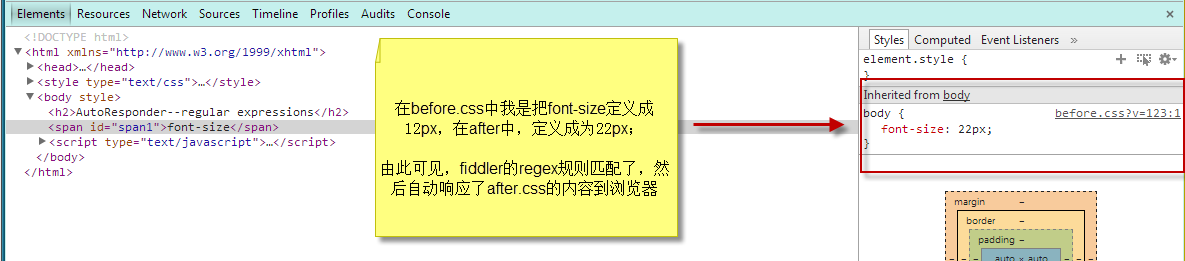 Elements Resources Network Sources Timeline Profiles Audits Console ×
<!DOCTYPE html>
▼<html xmlns="http://www.w3.org/1999/xhtml">
▶<head>…</head>
▶<style type="text/css">…</style>
▼<body style>
<h2>AutoResponder--regular expressions</h2>
<span id="span1">font-size</span>
▶<script type="text/javascript">…</script>
</body>
</html>
在before.css中我是把font-size定义成
12px，在after中，定义成为22px；
由此可见，fiddler的regex规则匹配了，然
后自动响应了after.css的内容到浏览器
Styles Computed Event Listeners »
element.style {
}
Inherited from body
body { before.css?v=123:1
font-size: 22px;
}
margin –
border –
padding –
– – – auto × auto – – –